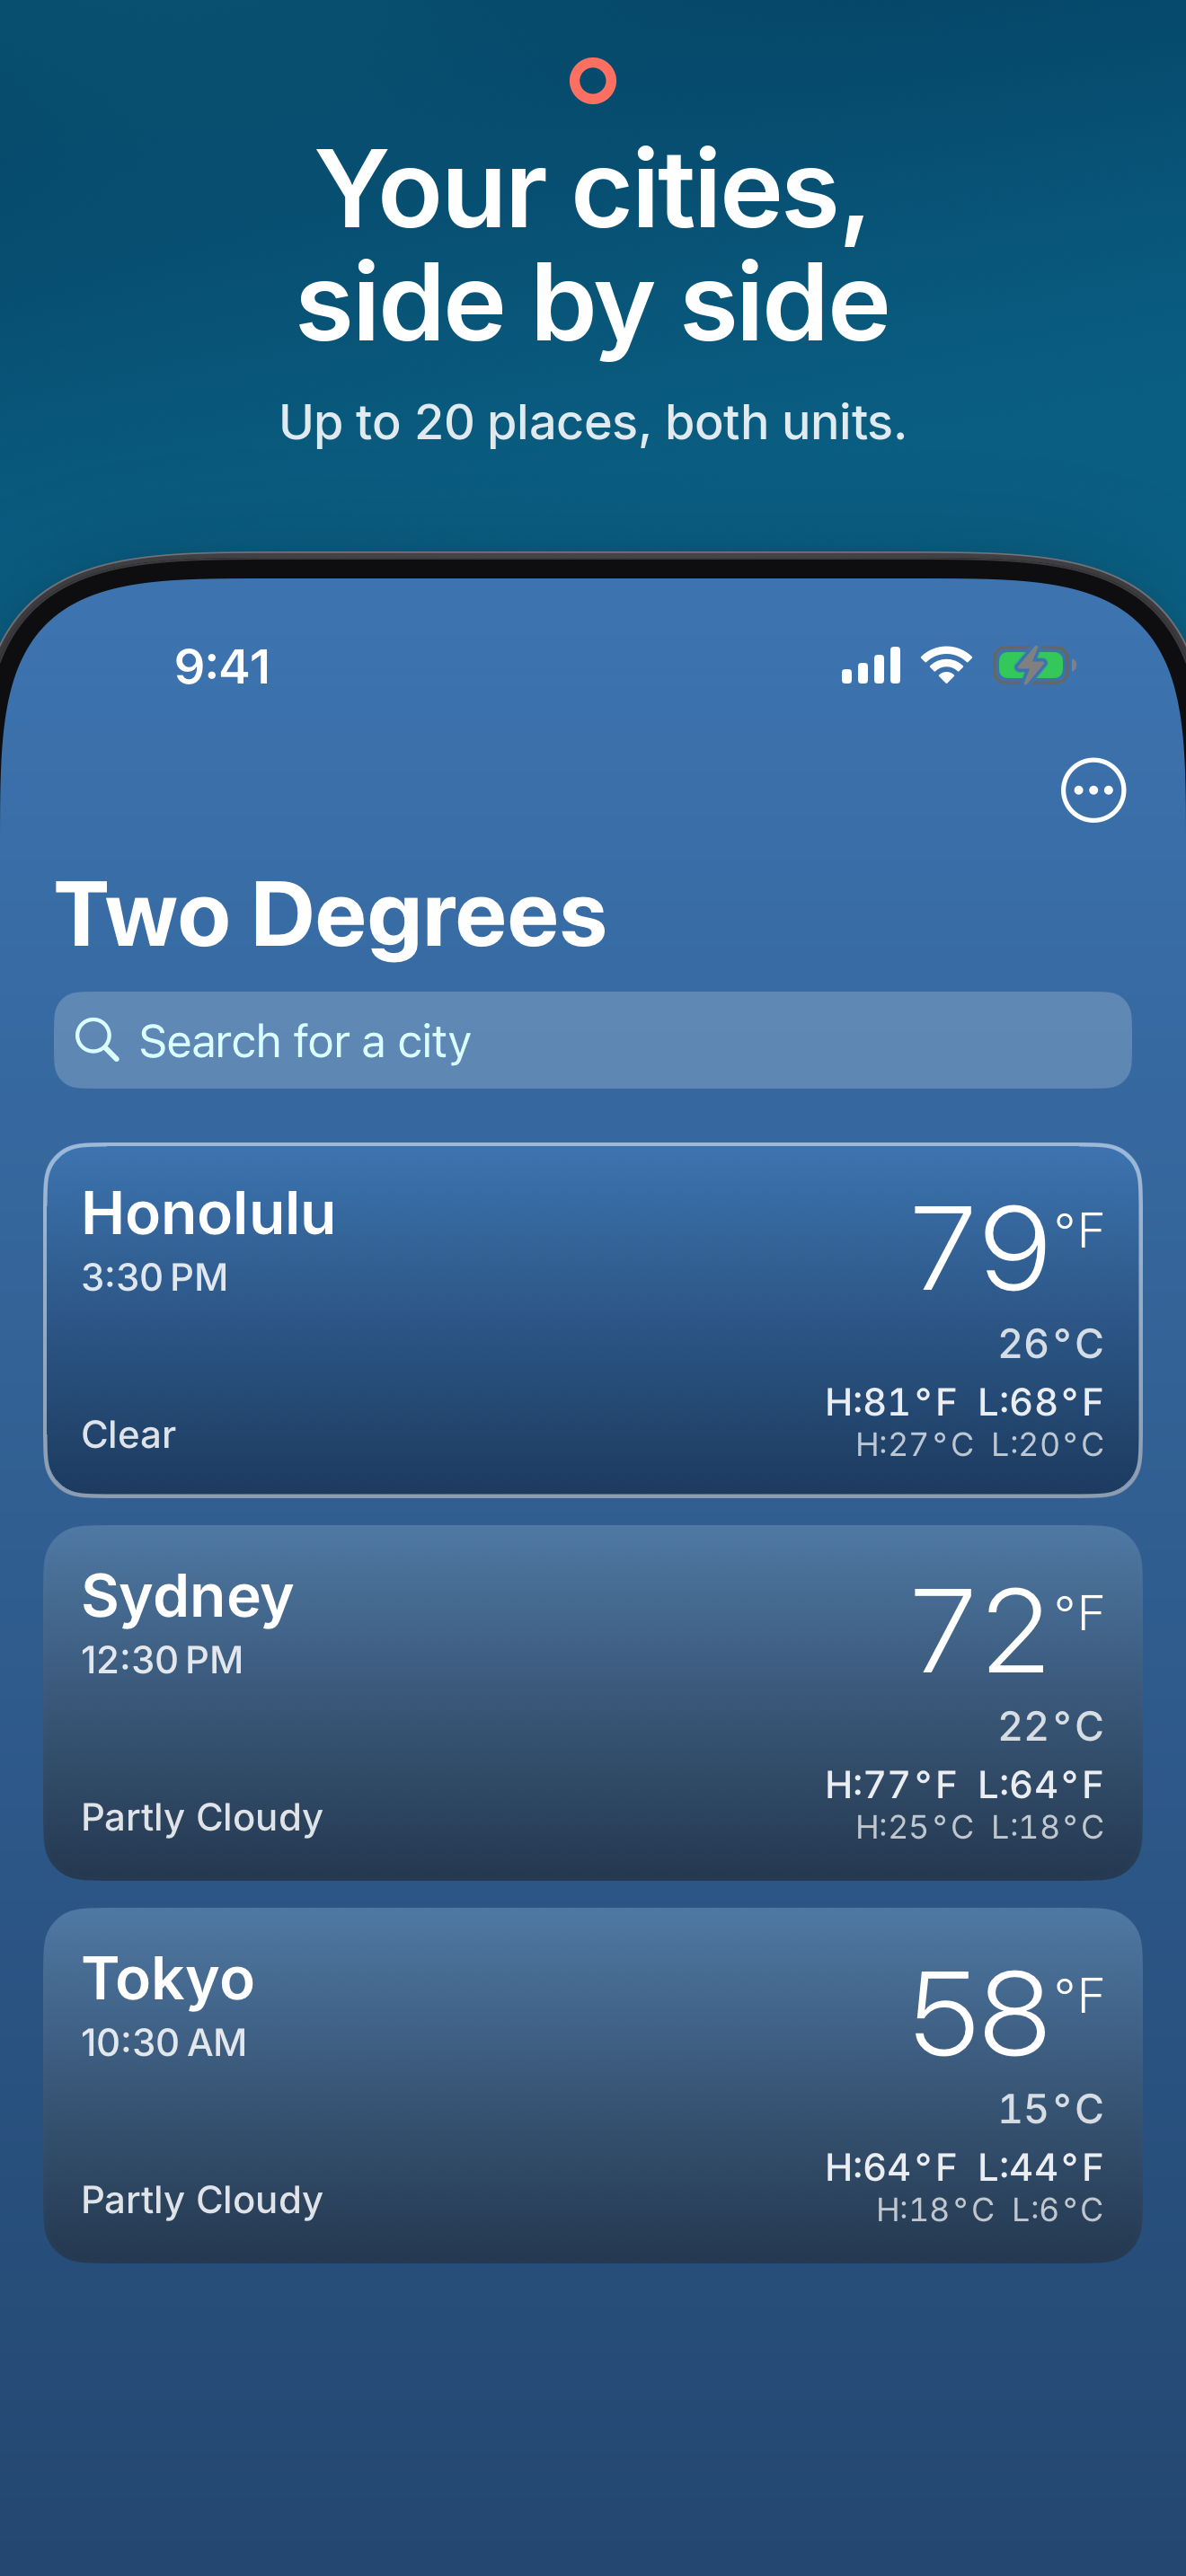 Your cities,
side by side
Up to 20 places, both units.
9:41
Two Degrees
Search for a city
Honolulu
79°F
3:30 PM
26°C
H:81°F L:68°F
Clear
H:27°C L:20°C
Sydney
72°F
12:30 PM
22°C
H:77°F L:64°F
Partly Cloudy
H:25°C L:18°C
Tokyo
58°F
10:30 AM
15°C
H:64°F L:44°F
Partly Cloudy
H:18°C L:6°C